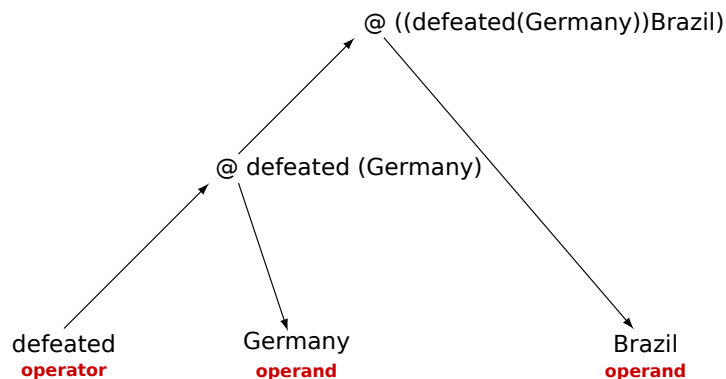 @ ((defeated(Germany))Brazil)
@ defeated (Germany)
defeated
operator
Germany
operand
Brazil
operand